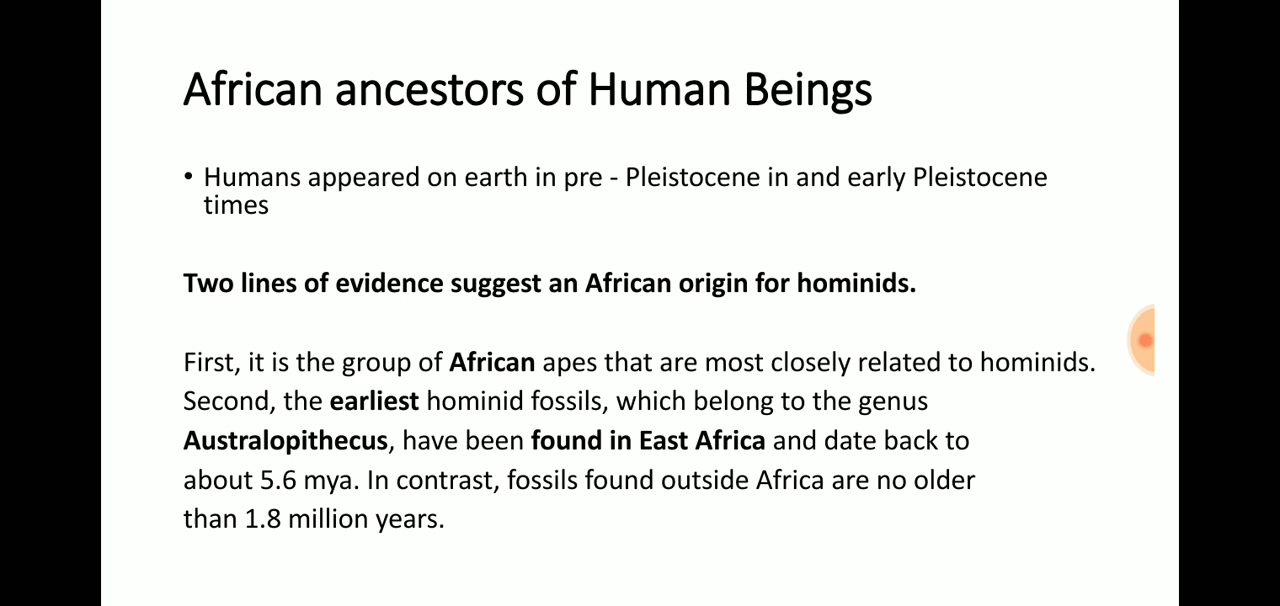 African ancestors of Human Beings
• Humans appeared on earth in pre - Pleistocene in and early Pleistocene
times
Two lines of evidence suggest an African origin for hominids.
First, it is the group of African apes that are most closely related to hominids.
Second, the earliest hominid fossils, which belong to the genus
Australopithecus, have been found in East Africa and date back to
about 5.6 mya. In contrast, fossils found outside Africa are no older
than 1.8 million years.